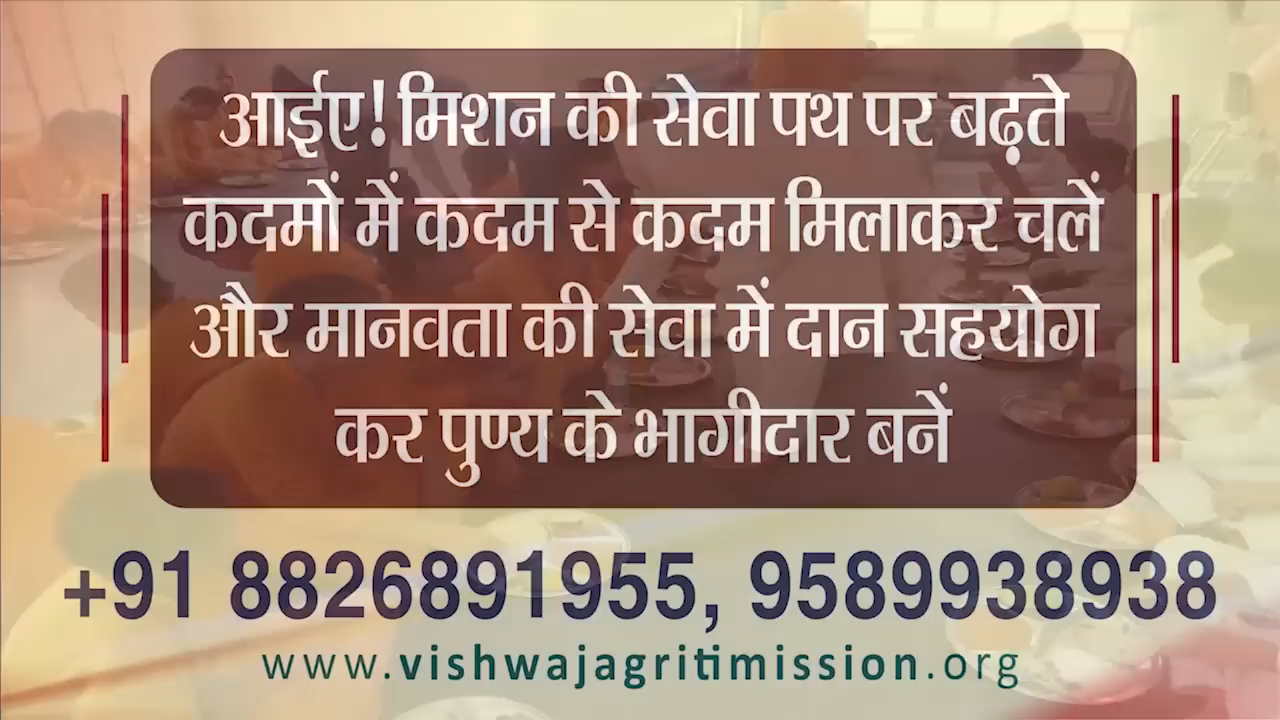 आईए! मिशन की सेवा पथ पर बढ़ते
कदमों में कदम से कदम मिलाकर चलें
और मानवता की सेवा में दान सहयोग
कर पुण्य के भागीदार बनें
+91 8826891955, 9589938938
www.vishwajagritimission.org